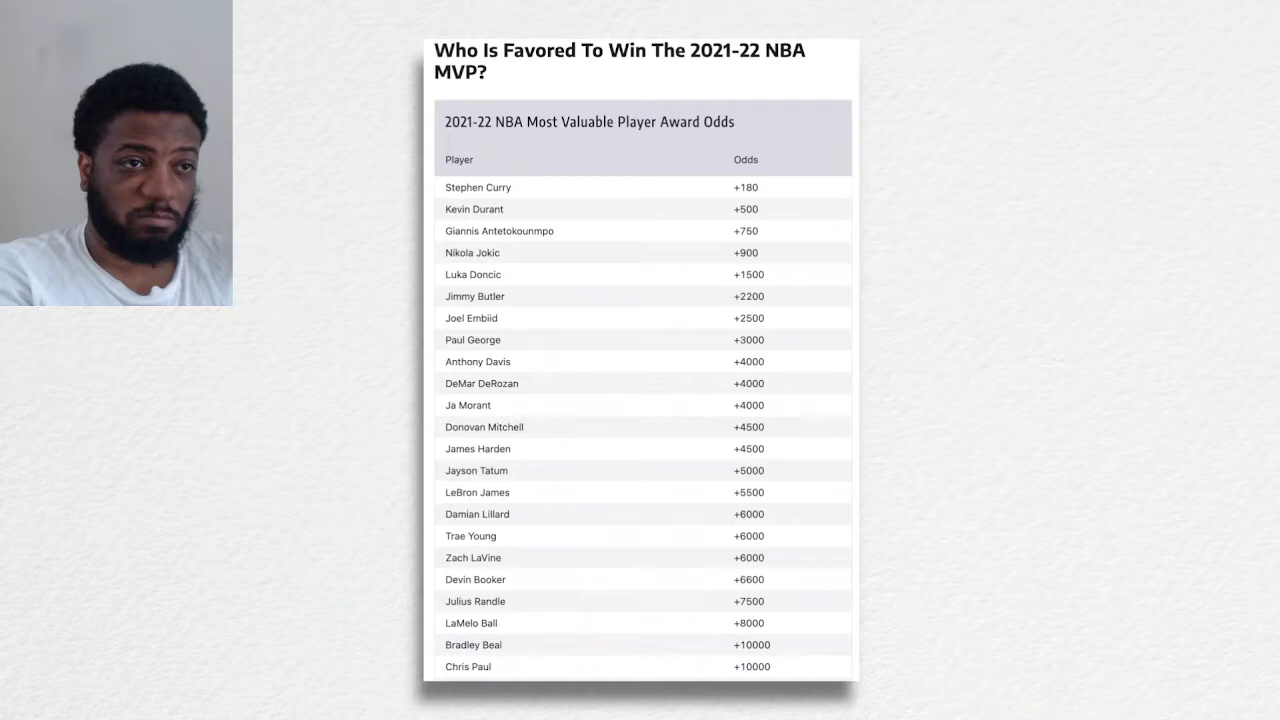 Who Is Favored To Win The 2021-22 NBA
MVP?
2021-22 NBA Most Valuable Player Award Odds
Player Odds
Stephen Curry +180
Kevin Durant +500
Giannis Antetokounmpo +750
Nikola Jokic +900
Luka Doncic +1500
Jimmy Butler +2200
Joel Embiid +2500
Paul George +3000
Anthony Davis +4000
DeMar DeRozan +4000
Ja Morant +4000
Donovan Mitchell +4500
James Harden +4500
Jayson Tatum +5000
LeBron James +5500
Damian Lillard +6000
Trae Young +6000
Zach LaVine +6000
Devin Booker +6600
Julius Randle +7500
LaMelo Ball +8000
Bradley Beal +10000
Chris Paul +10000